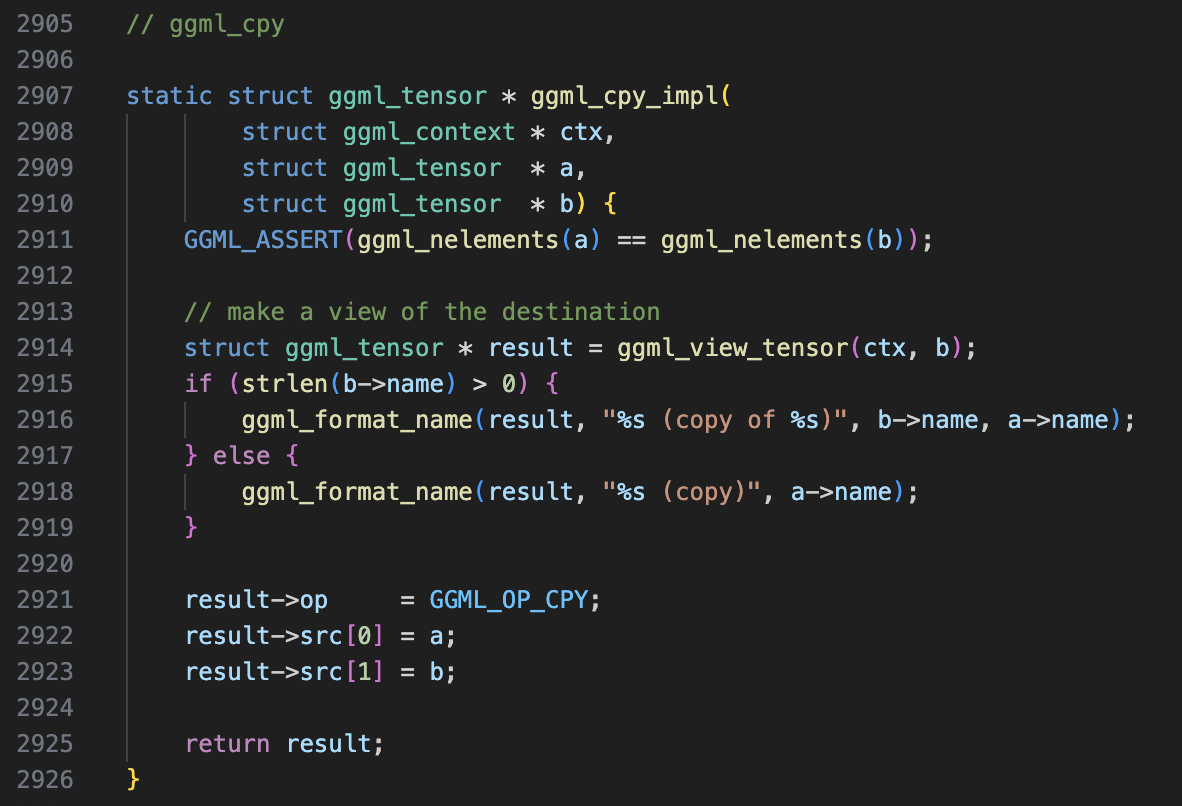 2905 // ggml_cpy
2906
2907 static struct ggml_tensor * ggml_cpy_impl(
2908         struct ggml_context * ctx,
2909         struct ggml_tensor  * a,
2910         struct ggml_tensor  * b) {
2911     GGML_ASSERT(ggml_nelements(a) == ggml_nelements(b));
2912
2913     // make a view of the destination
2914     struct ggml_tensor * result = ggml_view_tensor(ctx, b);
2915     if (strlen(b->name) > 0) {
2916         ggml_format_name(result, "%s (copy of %s)", b->name, a->name);
2917     } else {
2918         ggml_format_name(result, "%s (copy)", a->name);
2919     }
2920
2921     result->op     = GGML_OP_CPY;
2922     result->src[0] = a;
2923     result->src[1] = b;
2924
2925     return result;
2926 }